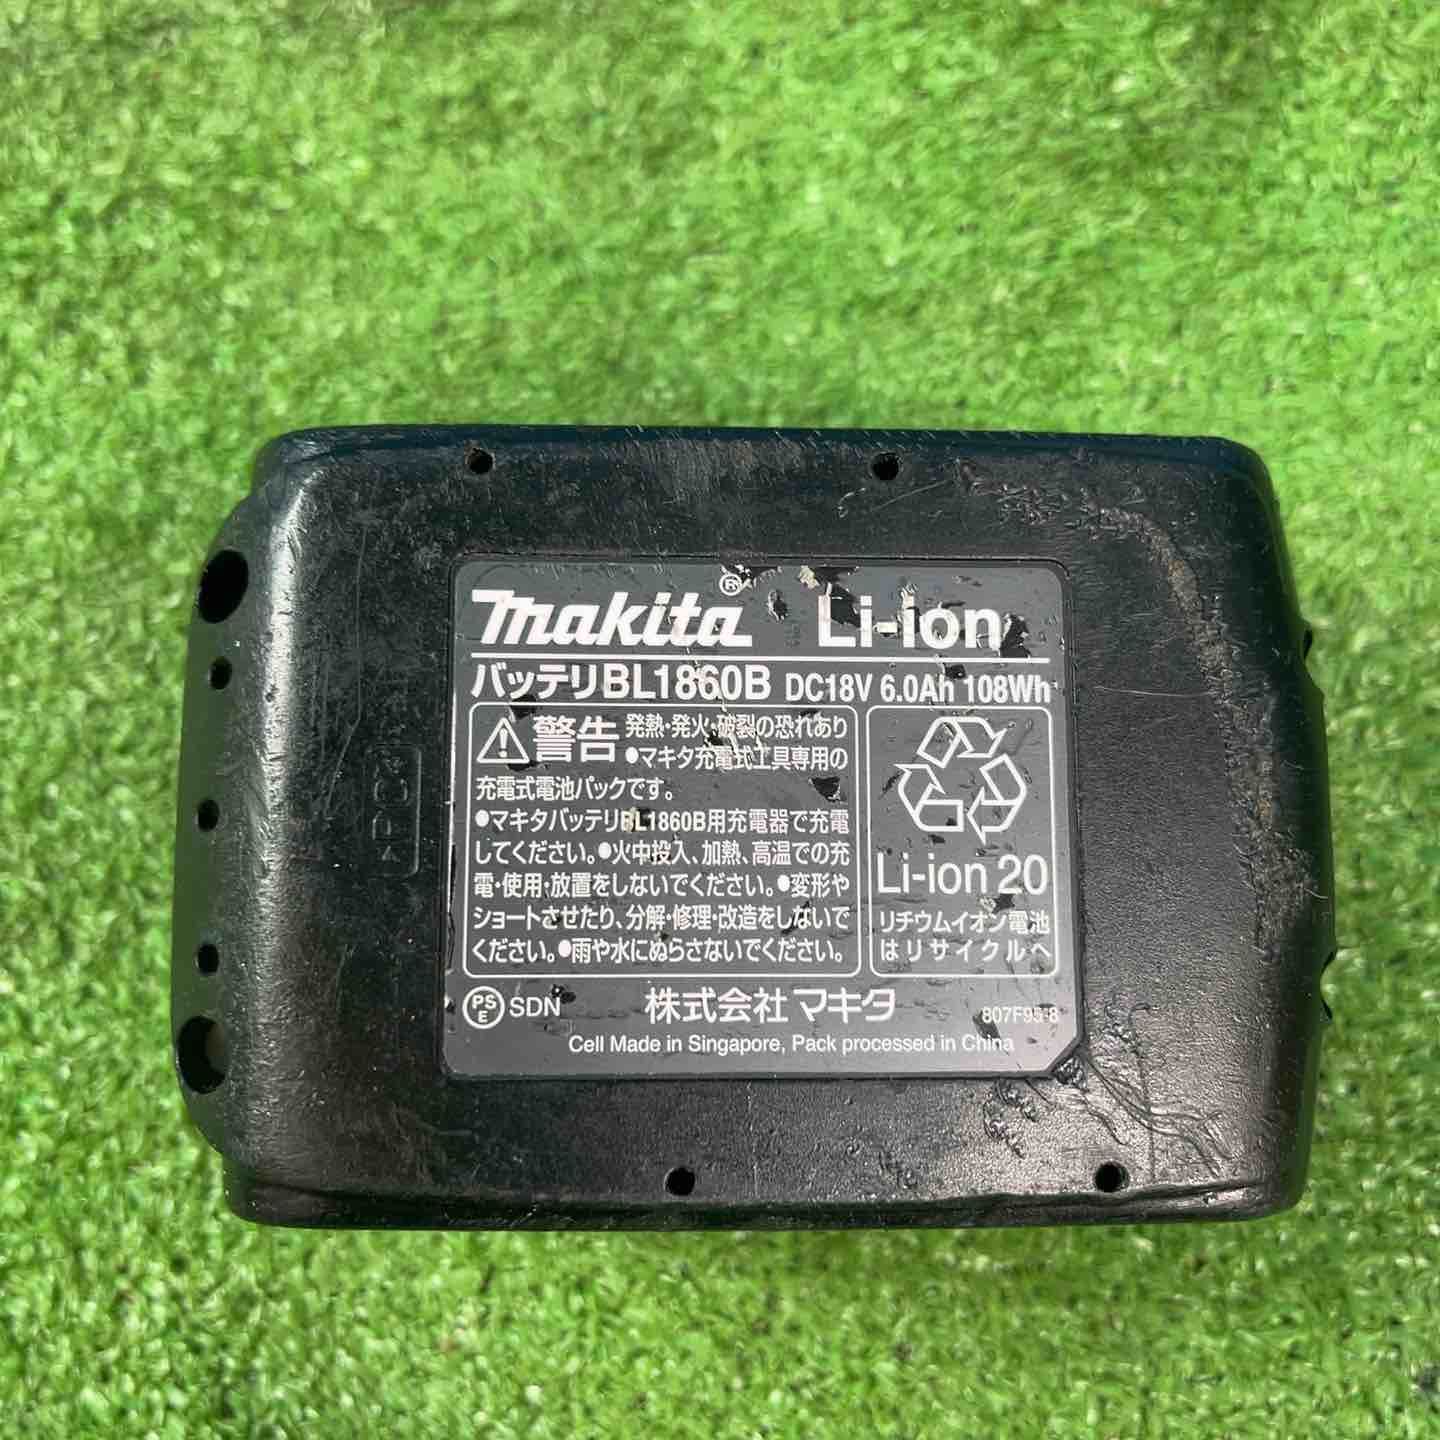 makita® Li-ion
バッテリBL1860B DC18V 6.0Ah 108Wh
警告 発熱・発火・破裂の恐れあり
●マキタ充電式工具専用の
充電式電池パックです。
●マキタバッテリBL1860B用充電器で充電
してください。●火中投入、加熱、高温での充
電・使用・放置をしないでください。●変形や
ショートさせたり、分解・修理・改造をしないで
ください。●雨や水にぬらさないでください。
Li-ion 20
リチウムイオン電池
はリサイクルへ
PSE SDN 株式会社マキタ
Cell Made in Singapore, Pack processed in China